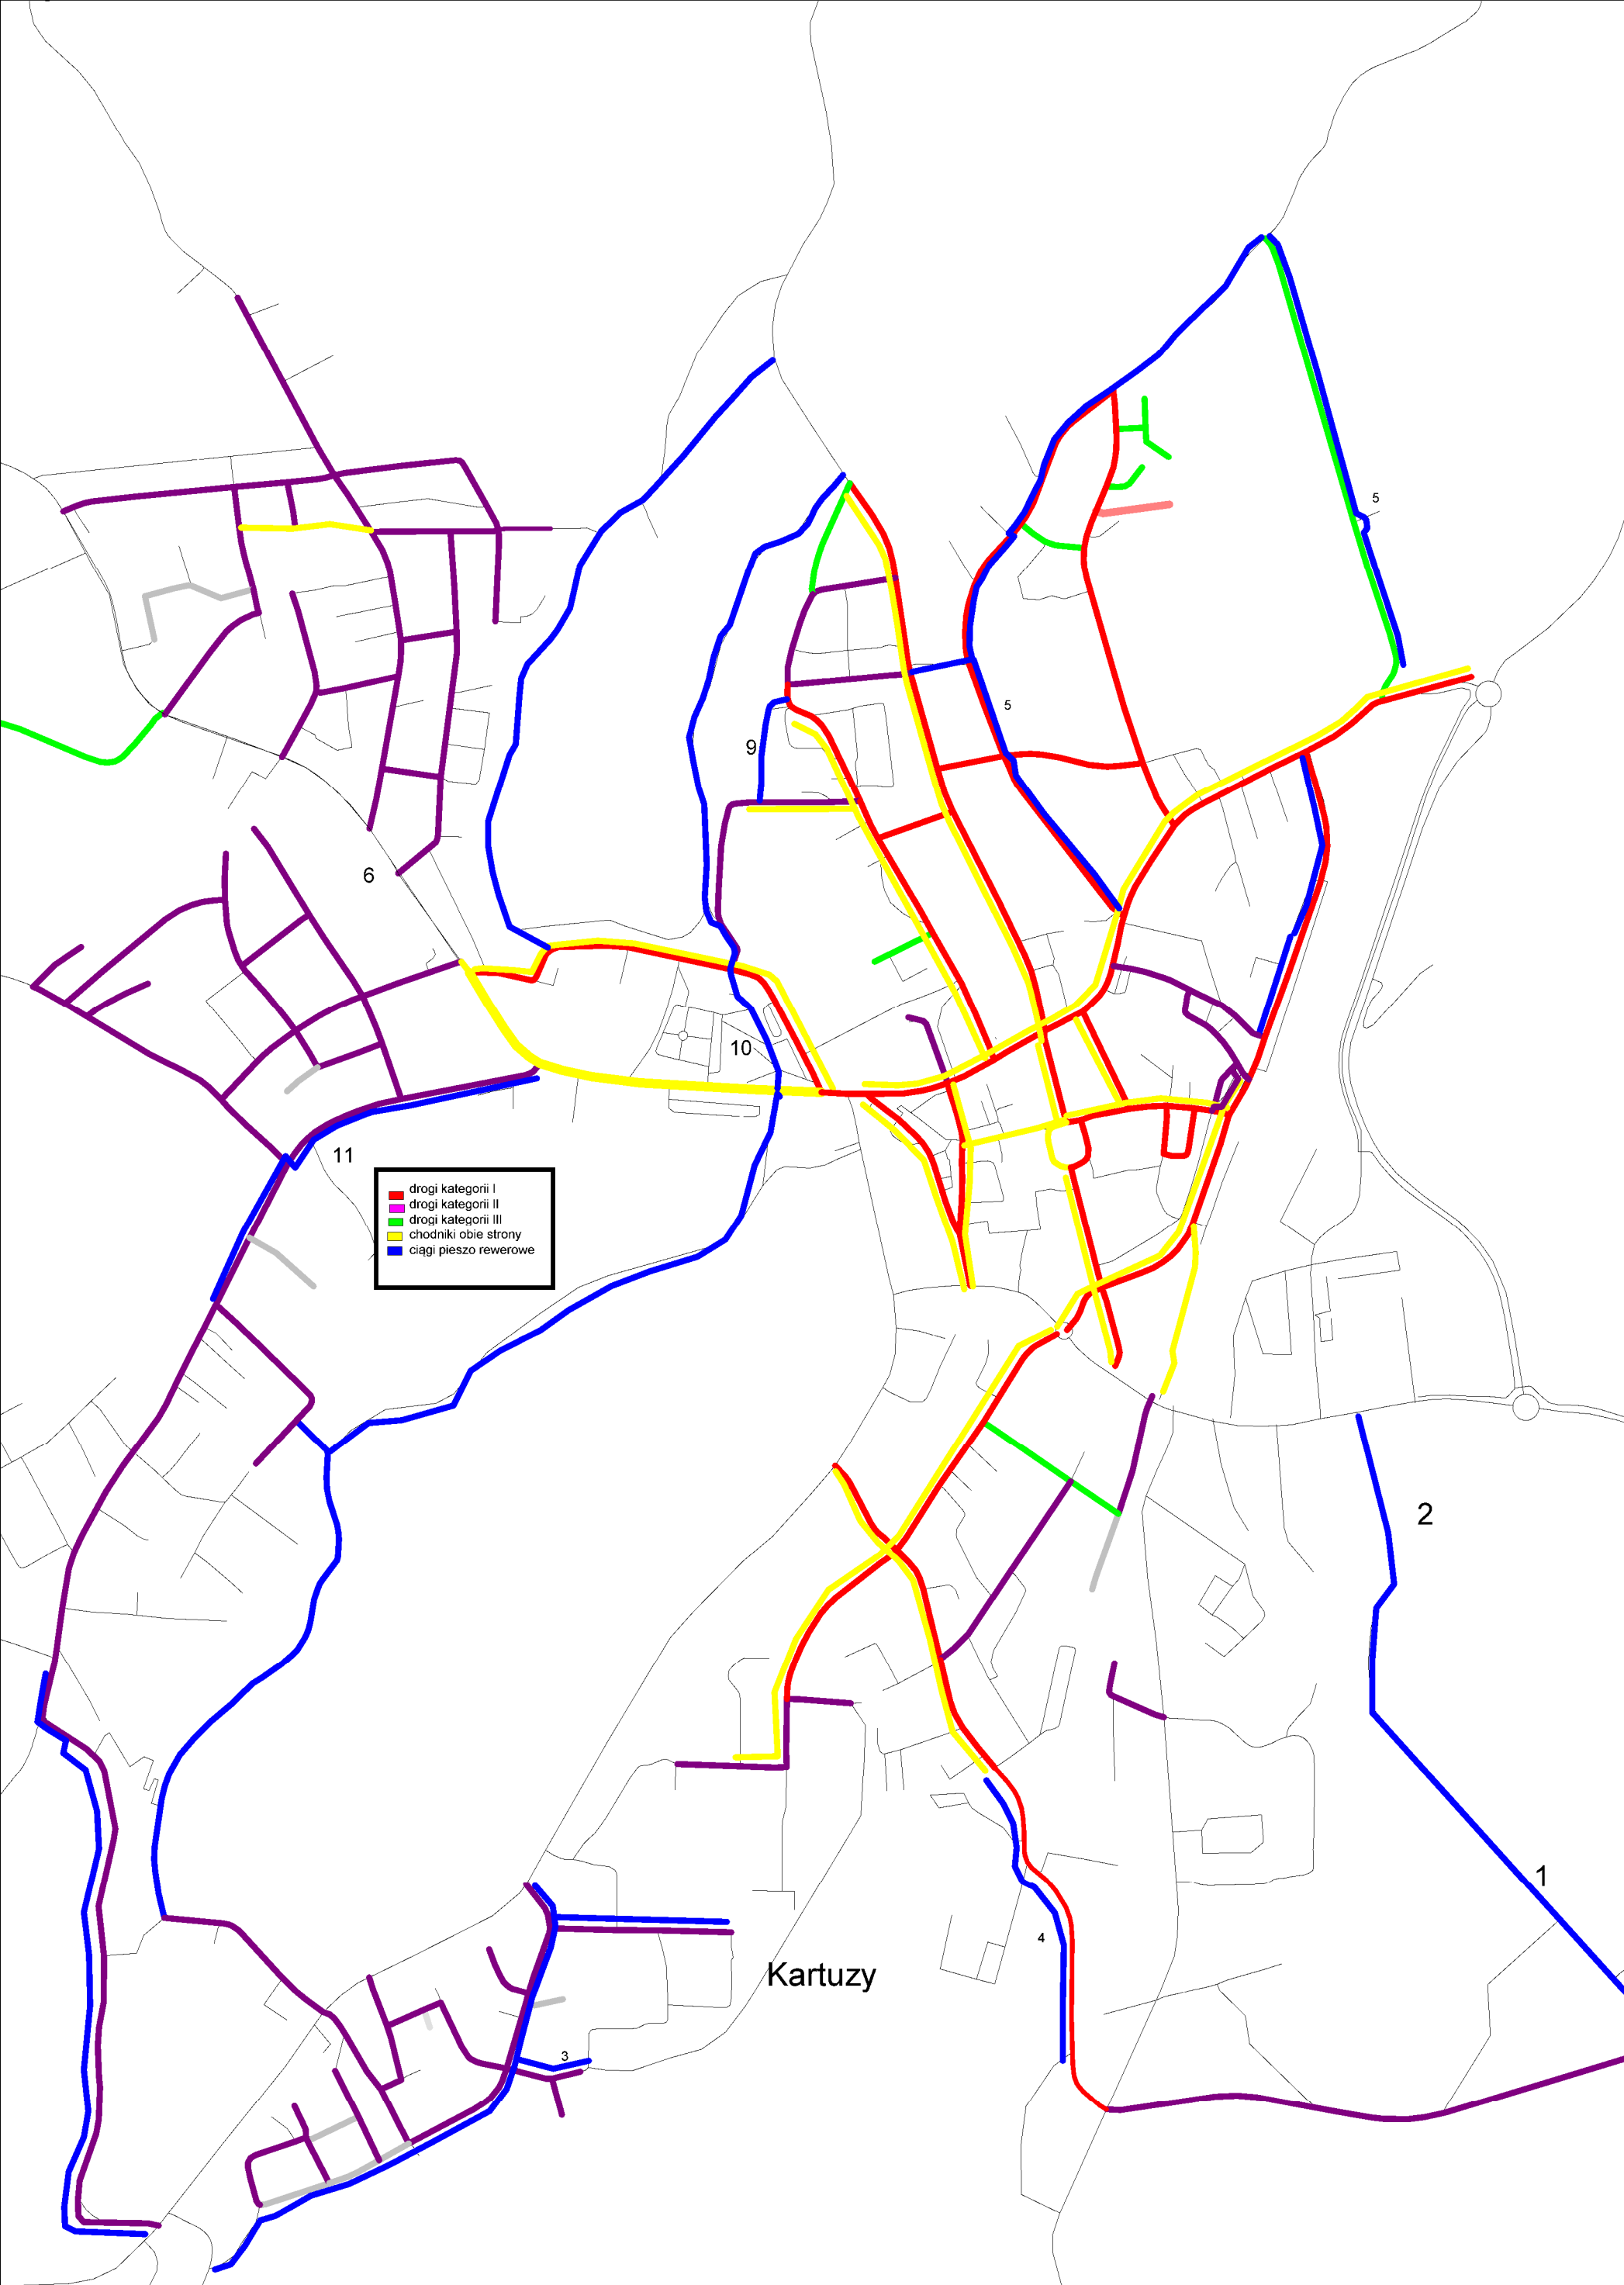 5
5
9
6
10
11
drogi kategorii I
drogi kategorii II
drogi kategorii III
chodniki obie strony
ciągi pieszo rewerowe
2
1
4
Kartuzy
3